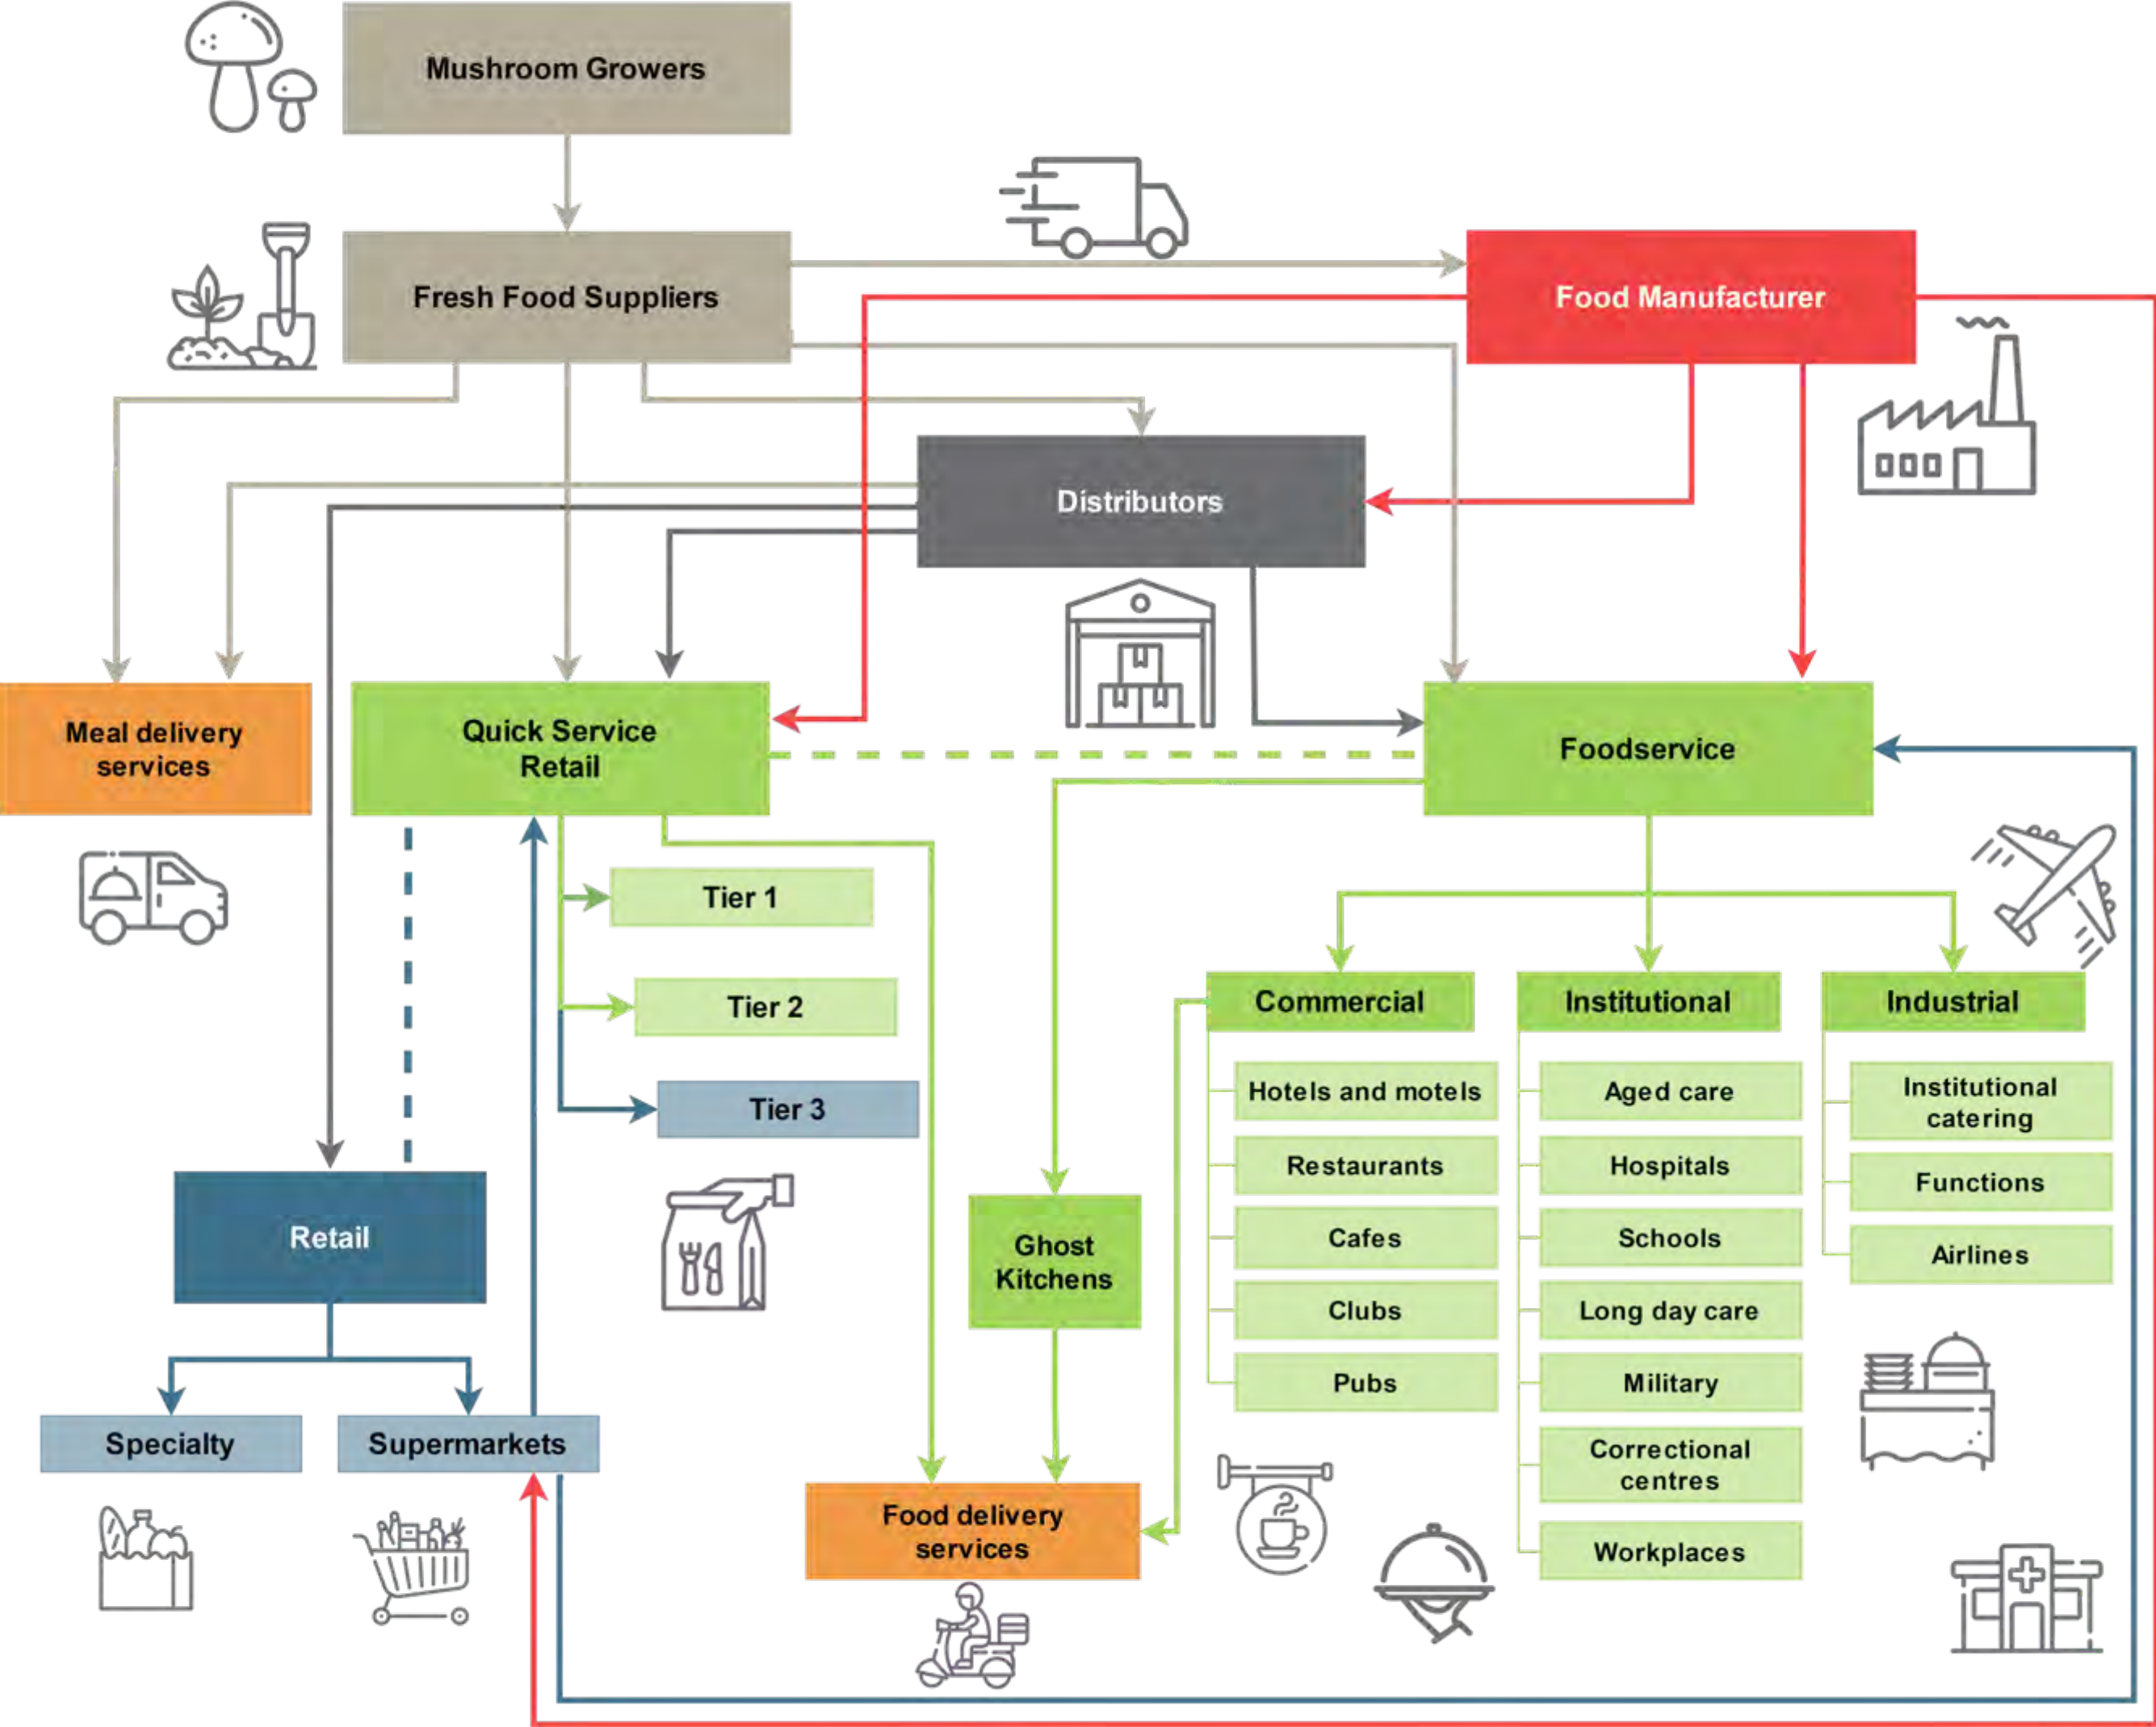 Mushroom Growers
Fresh Food Suppliers
Food Manufacturer
Distributors
Meal delivery
services
Quick Service
Retail
Foodservice
Tier 1
Tier 2
Tier 3
Commercial
Institutional
Industrial
Hotels and motels
Restaurants
Cafes
Clubs
Pubs
Aged care
Hospitals
Schools
Long day care
Military
Correctional
centres
Workplaces
Institutional
catering
Functions
Airlines
Retail
Ghost
Kitchens
Specialty
Supermarkets
Food delivery
services